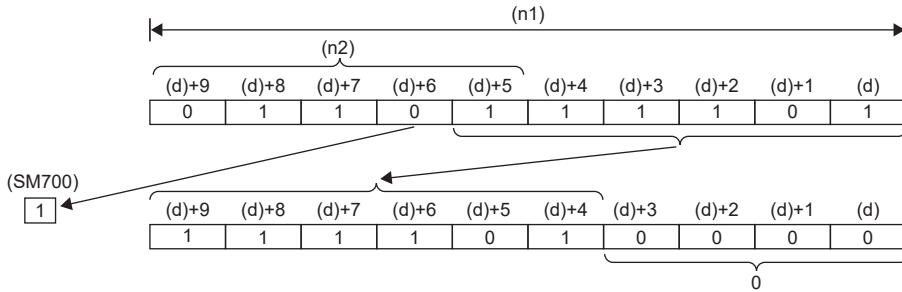 (n1)
(n2)
(d)+9 (d)+8 (d)+7 (d)+6 (d)+5 (d)+4 (d)+3 (d)+2 (d)+1 (d)
0 1 1 0 1 1 1 1 0 1
(SM700)
1
(d)+9 (d)+8 (d)+7 (d)+6 (d)+5 (d)+4 (d)+3 (d)+2 (d)+1 (d)
1 1 1 1 0 1 0 0 0 0
0